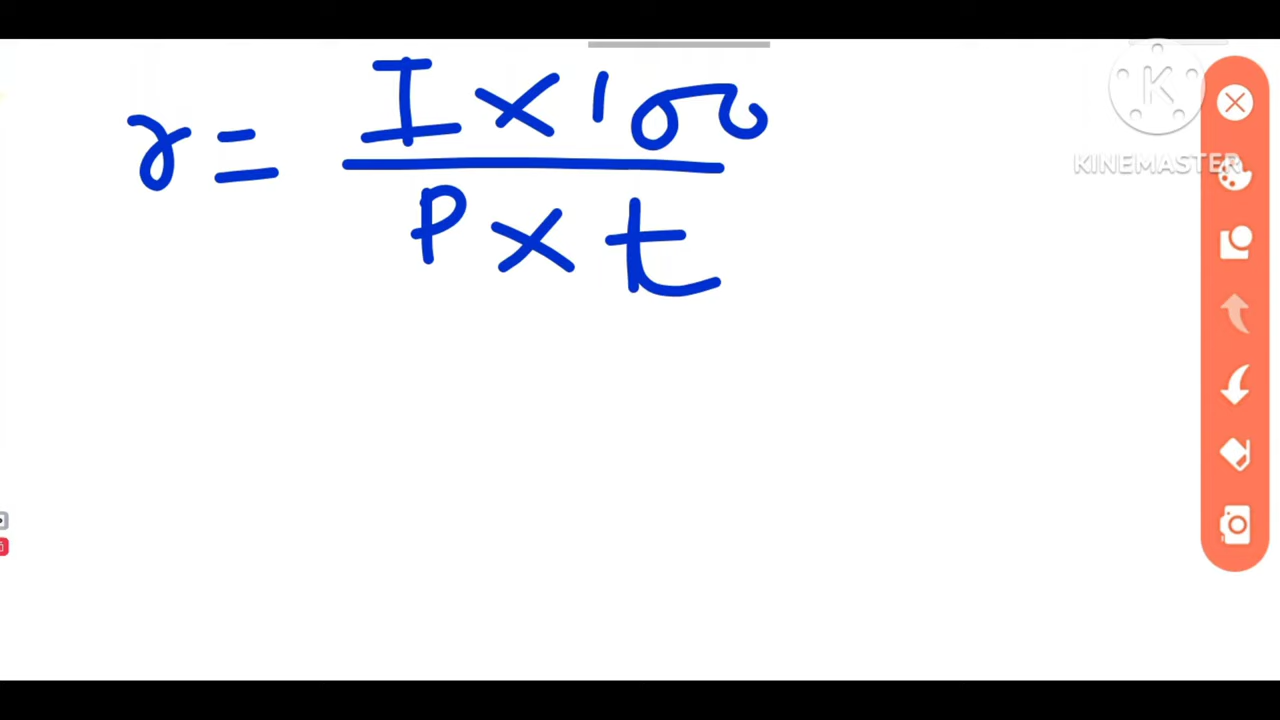 r = I × 100
P × t
KINEMASTER